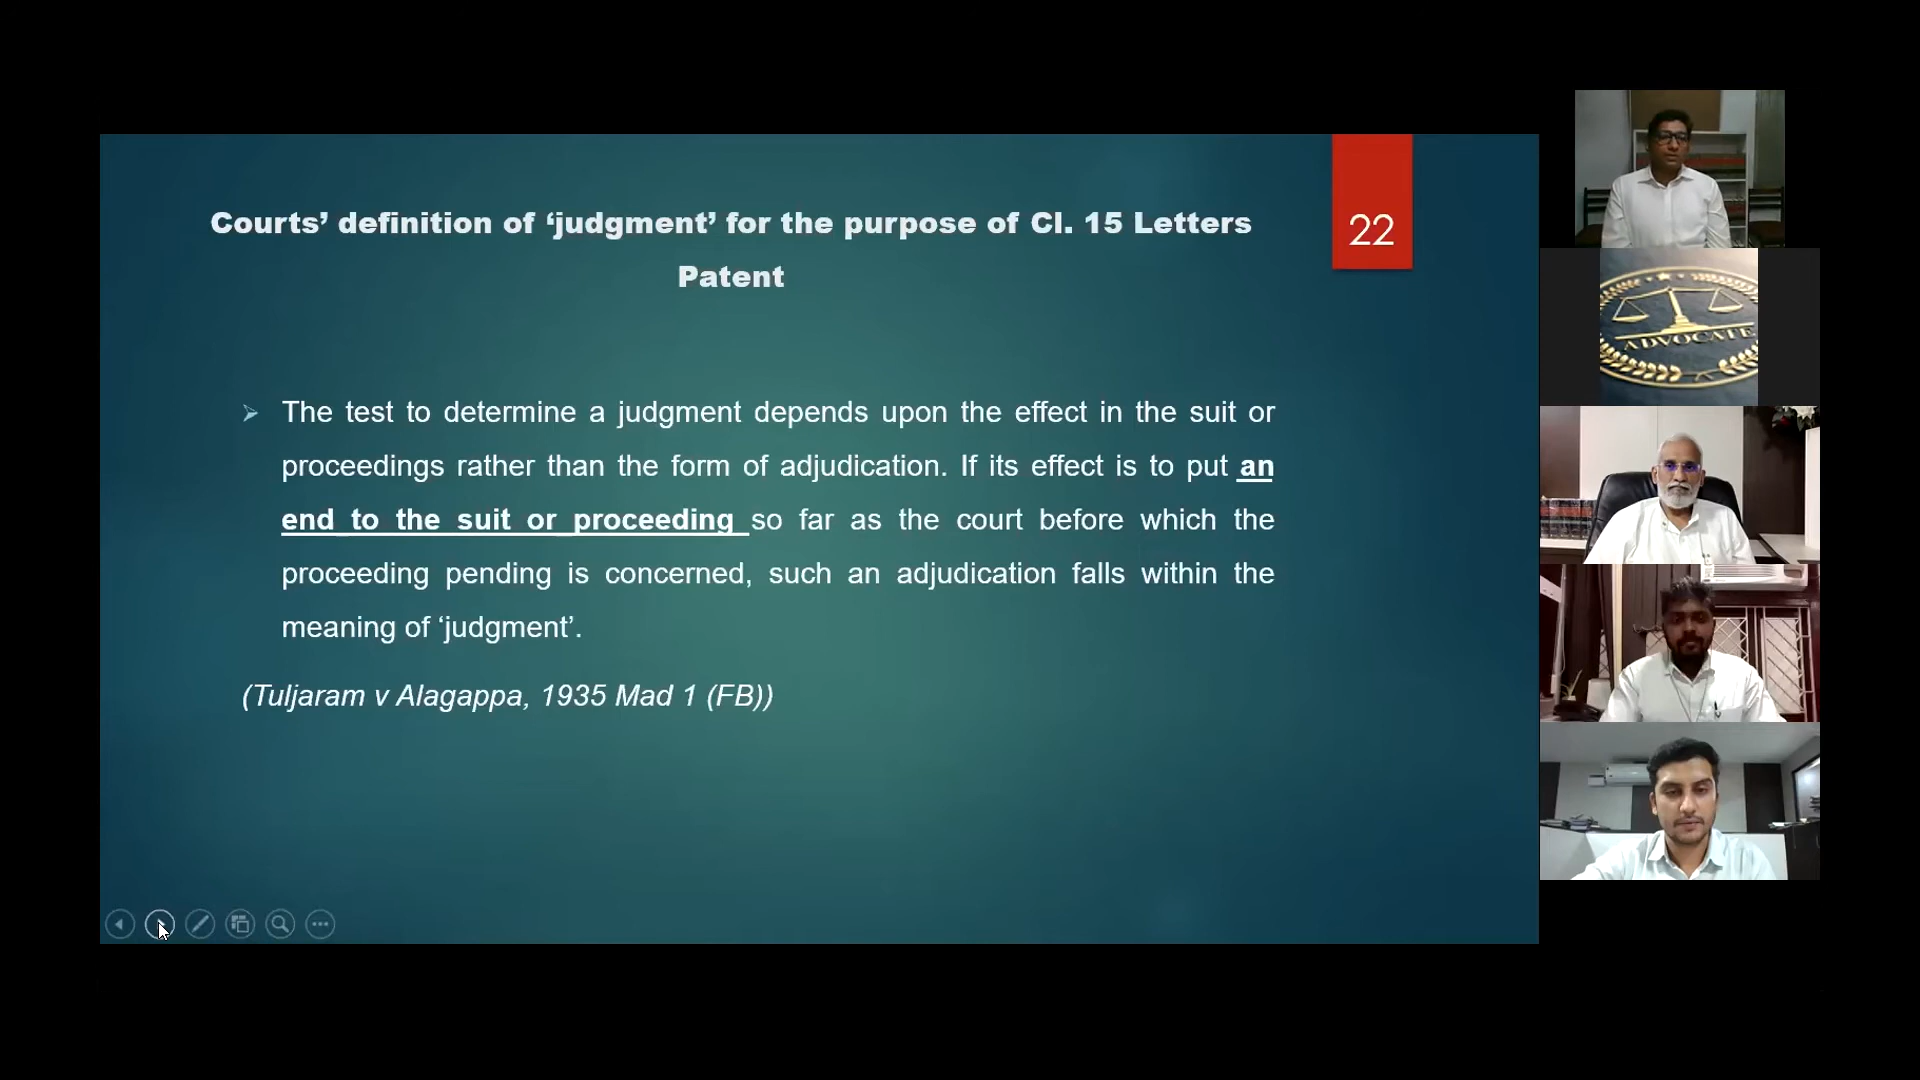 Courts’ definition of ‘judgment’ for the purpose of Cl. 15 Letters
Patent
22
The test to determine a judgment depends upon the effect in the suit or
proceedings rather than the form of adjudication. If its effect is to put an
end to the suit or proceeding so far as the court before which the
proceeding pending is concerned, such an adjudication falls within the
meaning of ‘judgment’.
(Tuljaram v Alagappa, 1935 Mad 1 (FB))
ADVOCATE